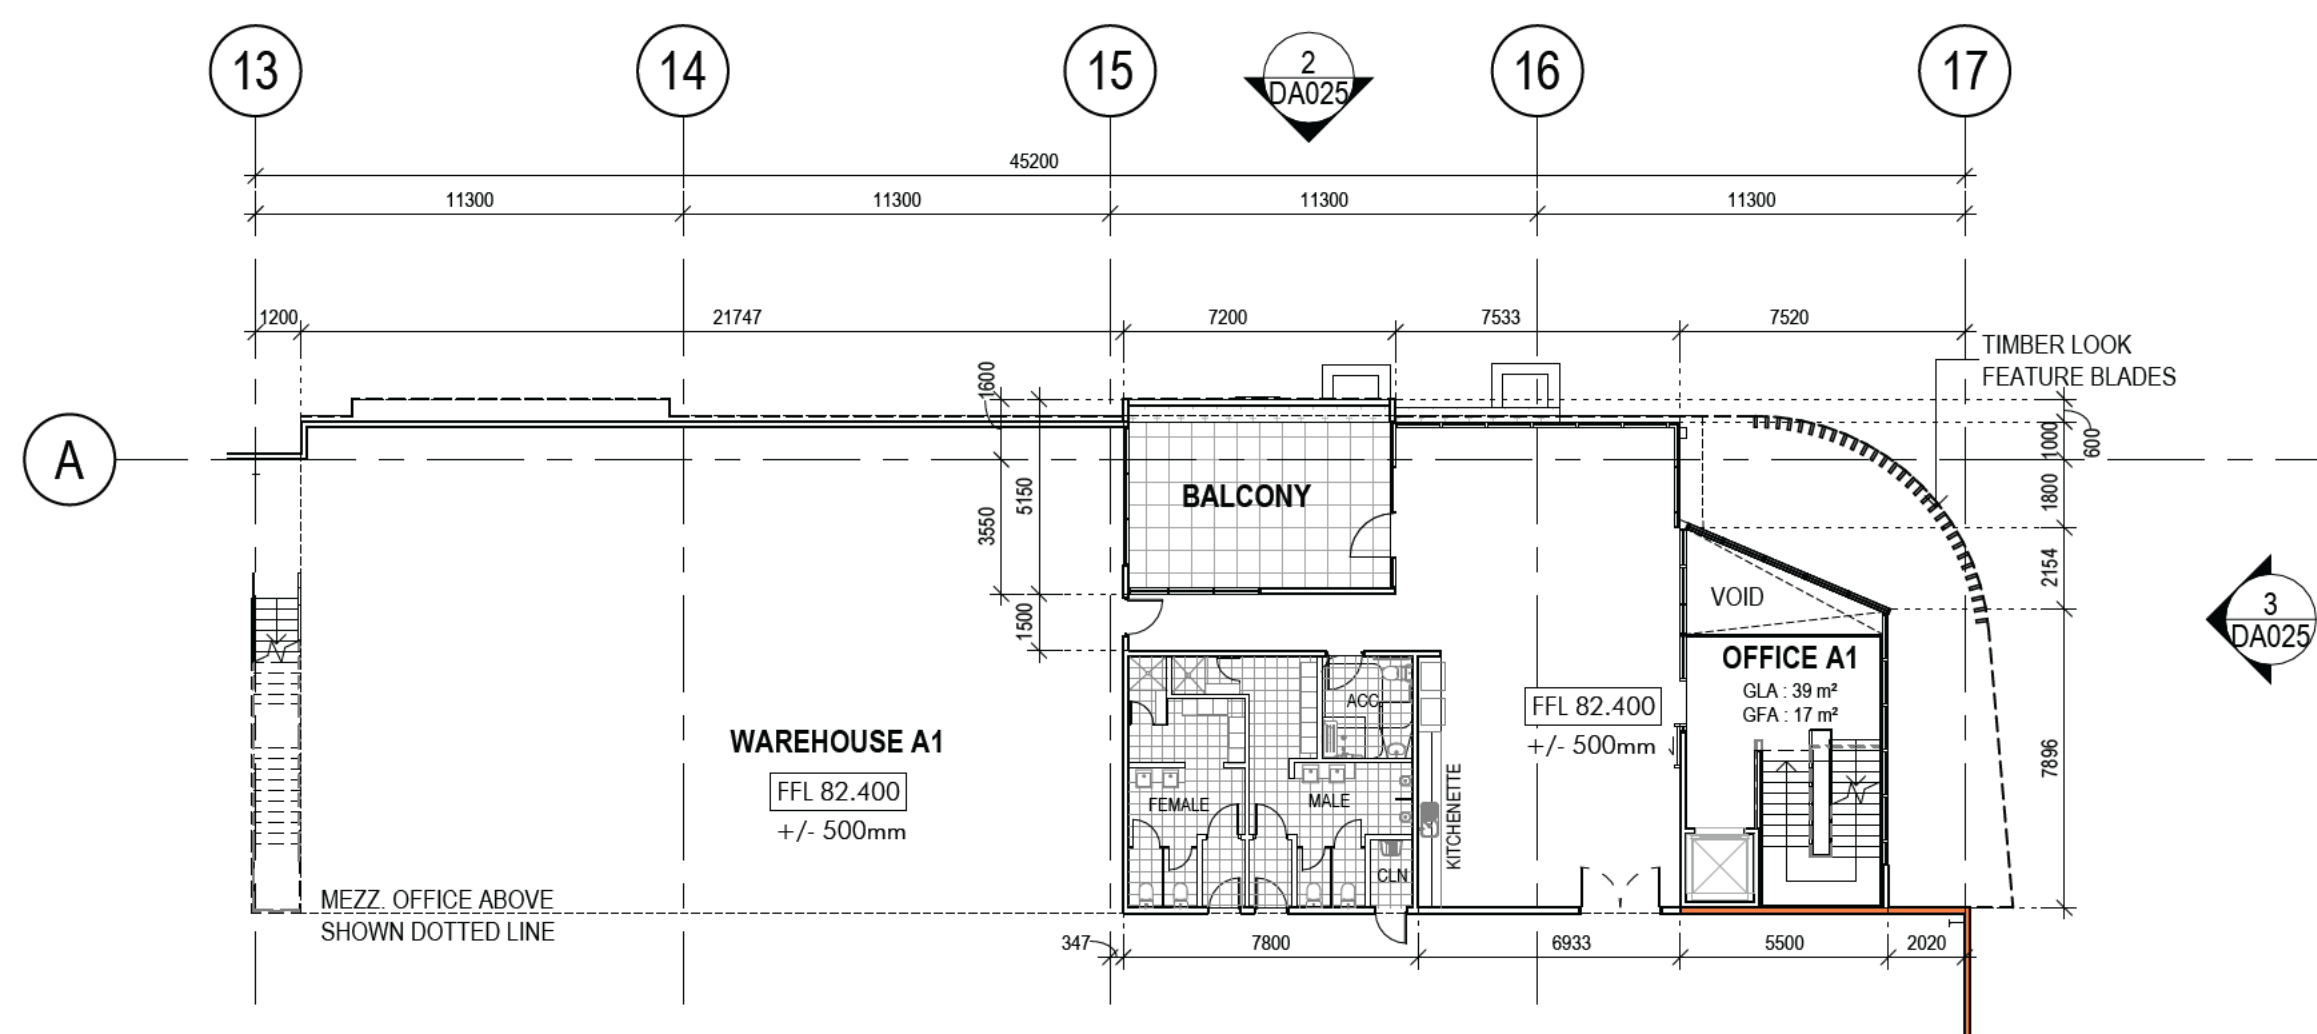 13
14
15
2
DA025
16
17
45200
11300
11300
11300
11300
1200
21747
7200
7533
7520
TIMBER LOOK
FEATURE BLADES
A
1600
5150
3550
1500
600
1000
1800
2154
7896
BALCONY
VOID
3
DA025
OFFICE A1
GLA : 39 m²
GFA : 17 m²
ACC
FFL 82.400
+/- 500mm
WAREHOUSE A1
FFL 82.400
+/- 500mm
FEMALE
MALE
KITCHENETTE
CLN
MEZZ. OFFICE ABOVE
SHOWN DOTTED LINE
347
7800
6933
5500
2020